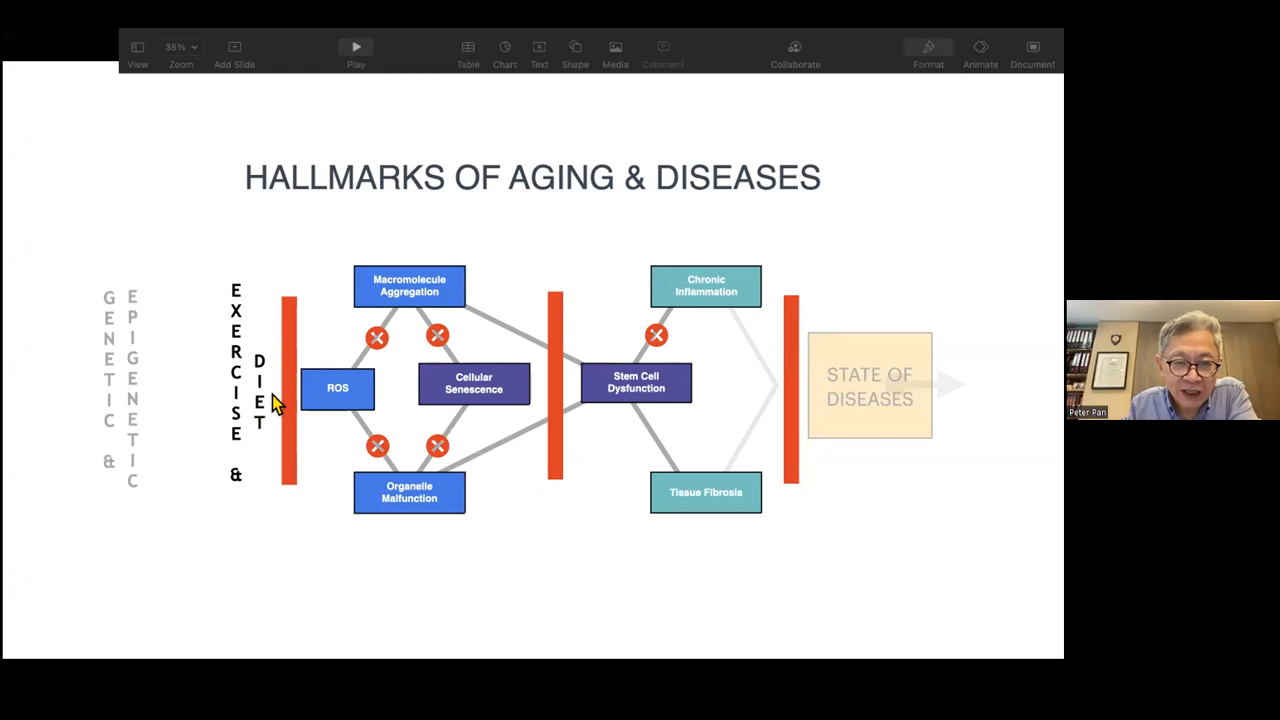 View
35%
Zoom
Add Slide
Play
Table
Chart
Text
Shape
Media
Comment
Collaborate
Format
Animate
Document
HALLMARKS OF AGING & DISEASES
GENETIC &
EPIGENETIC
EXERCISE &
DIET
ROS
Macromolecule
Aggregation
Cellular
Senescence
Organelle
Malfunction
Stem Cell
Dysfunction
Chronic
Inflammation
Tissue Fibrosis
STATE OF
DISEASES
Peter Pan